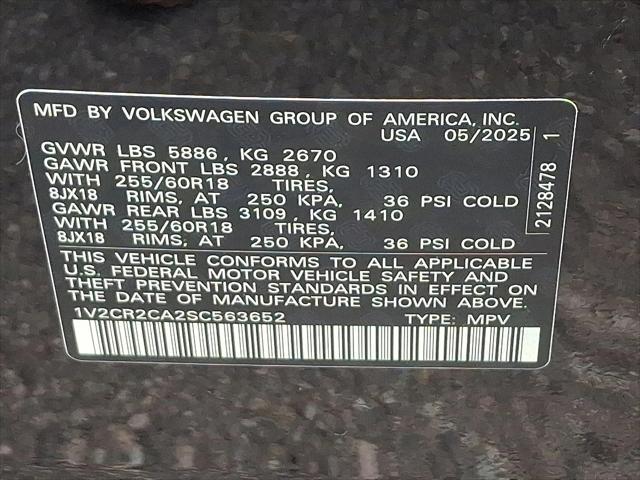 MFD BY VOLKSWAGEN GROUP OF AMERICA, INC.
USA 05/2025
GVWR LBS 5886, KG 2670
GAWR FRONT LBS 2888, KG 1310
WITH 255/60R18 TIRES,
8JX18 RIMS, AT 250 KPA, 36 PSI COLD
GAWR REAR LBS 3109, KG 1410
WITH 255/60R18 TIRES,
8JX18 RIMS, AT 250 KPA, 36 PSI COLD
THIS VEHICLE CONFORMS TO ALL APPLICABLE
U.S. FEDERAL MOTOR VEHICLE SAFETY AND
THEFT PREVENTION STANDARDS IN EFFECT ON
THE DATE OF MANUFACTURE SHOWN ABOVE.
1V2CR2CA2SC563652 TYPE: MPV
2128478 1